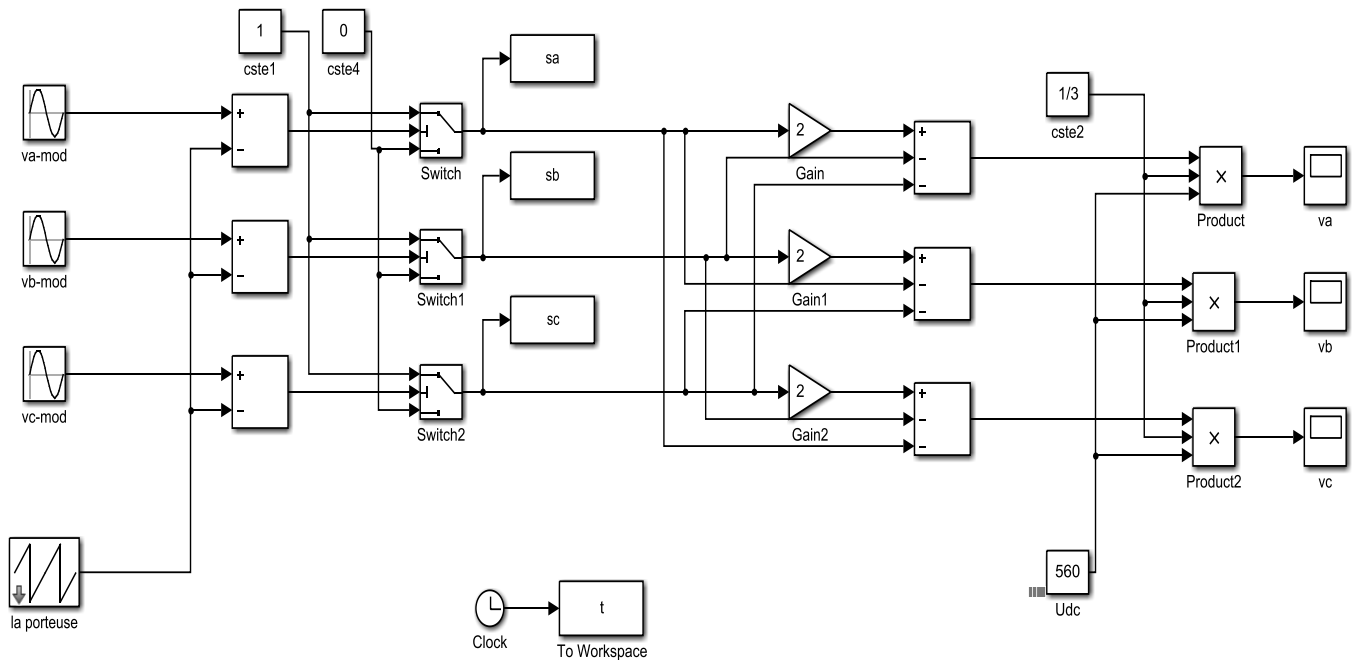 1
cste1
0
cste4
sa
va-mod
+
−
Switch
sb
2
Gain
+
−
−
1/3
cste2
×
Product
va
vb-mod
+
−
Switch1
sc
2
Gain1
+
−
−
×
Product1
vb
vc-mod
+
−
Switch2
2
Gain2
+
−
−
×
Product2
vc
la porteuse
Clock
t
To Workspace
560
Udc